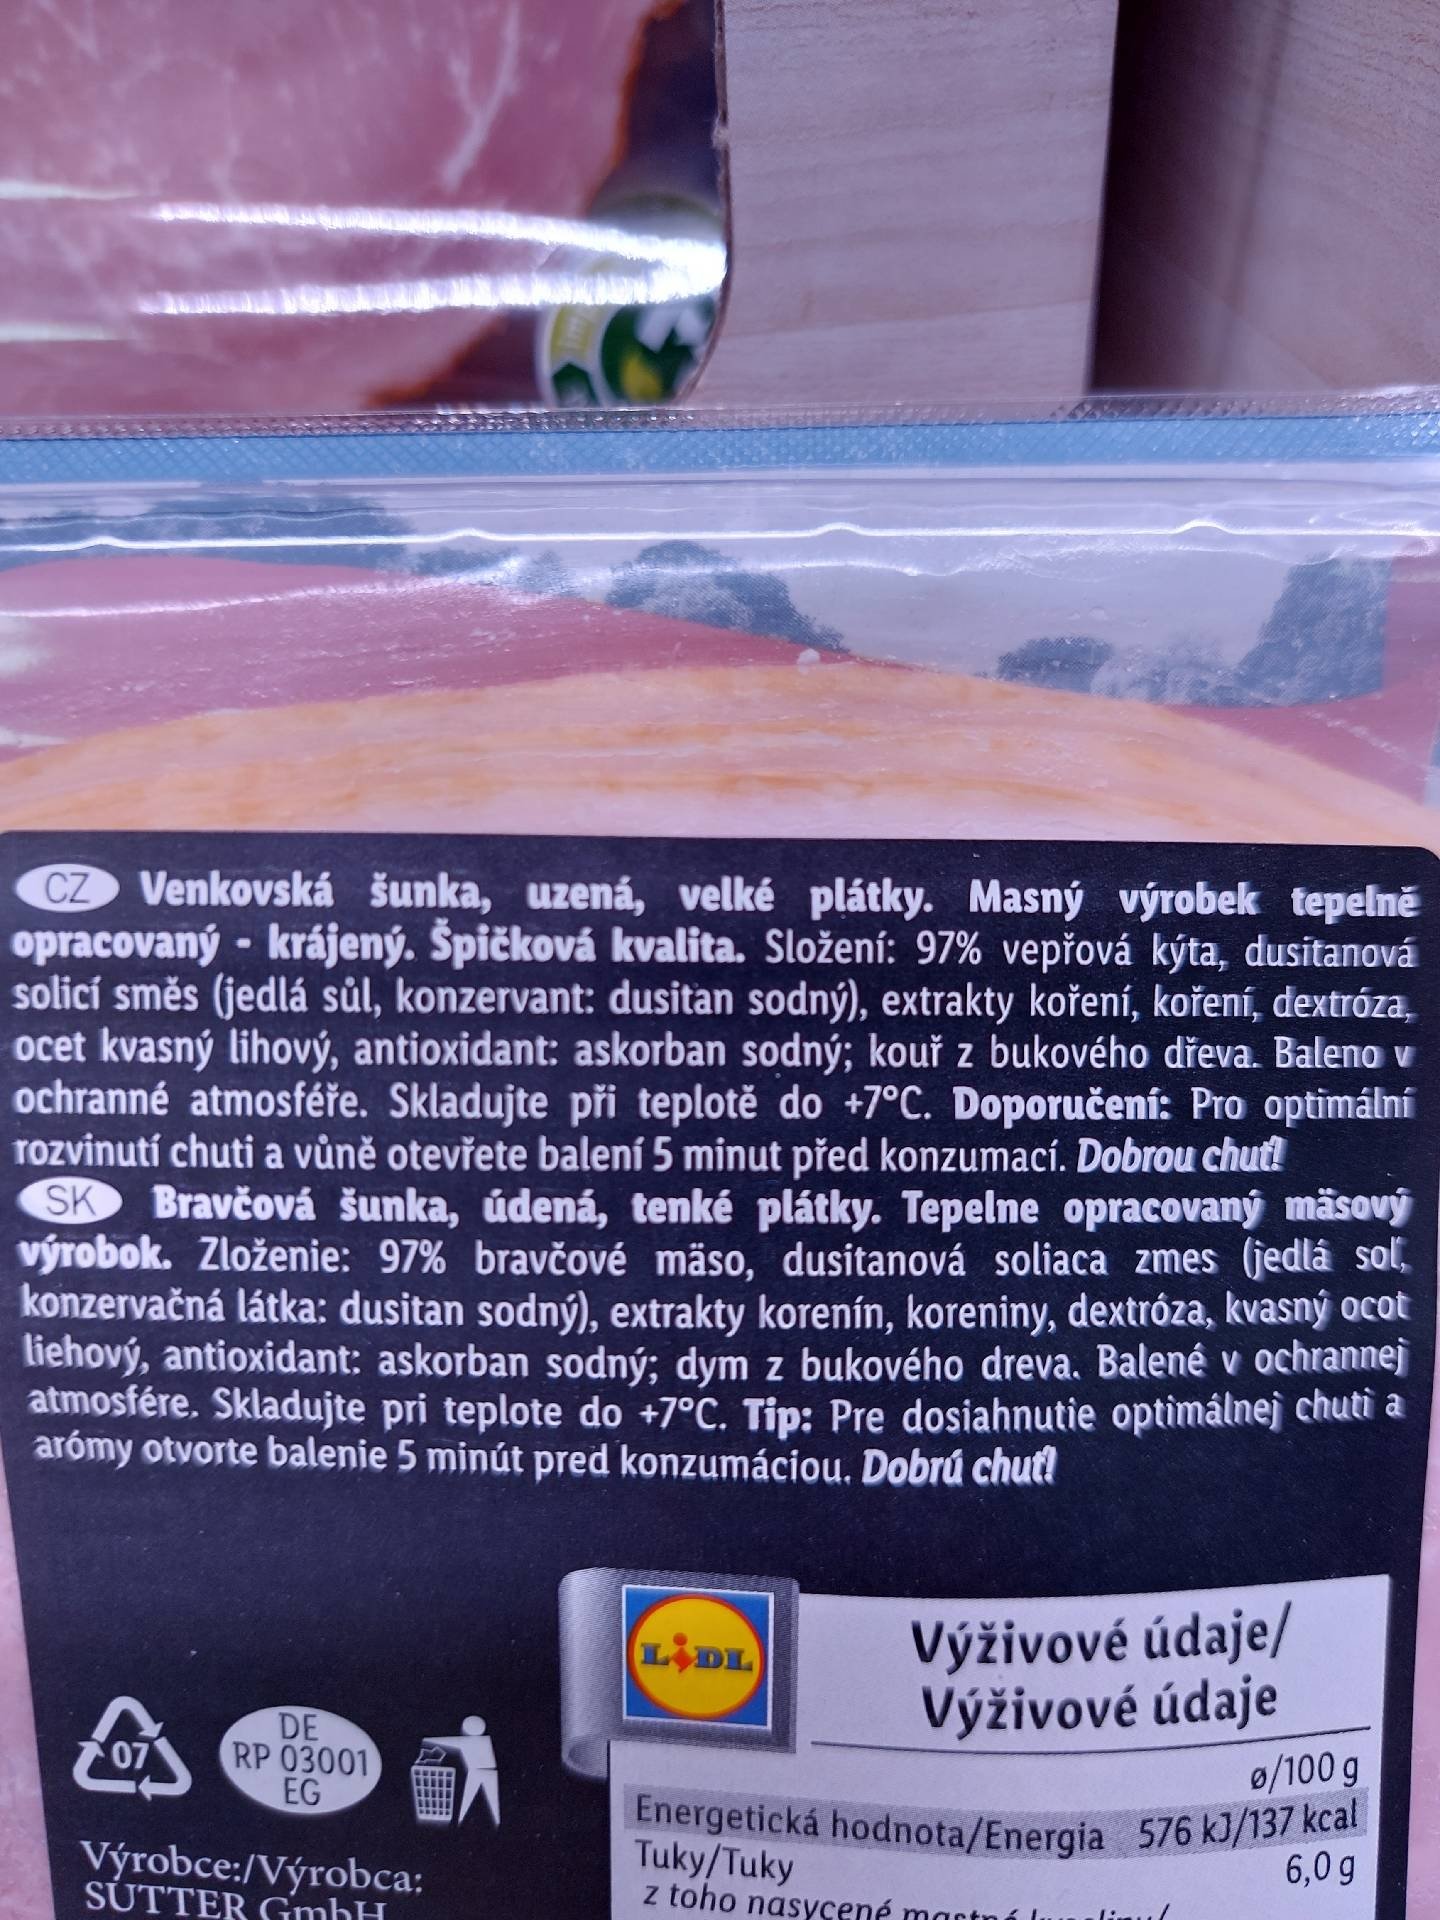 CZ Venkovská šunka, uzená, velké plátky. Masný výrobek tepelně
opracovaný - krájený. Špičková kvalita. Složení: 97% vepřová kýta, dusitanová
solicí směs (jedlá sůl, konzervant: dusitan sodný), extrakty koření, koření, dextróza,
ocet kvasný lihový, antioxidant: askorban sodný; kouř z bukového dřeva. Baleno v
ochranné atmosféře. Skladujte při teplotě do +7°C. Doporučení: Pro optimální
rozvinutí chuti a vůně otevřete balení 5 minut před konzumací. Dobrou chuť!
SK Bravčová šunka, údená, tenké plátky. Tepelne opracovaný mäsový
výrobok. Zloženie: 97% bravčové mäso, dusitanová soliaca zmes (jedlá soľ,
konzervačná látka: dusitan sodný), extrakty korenín, koreniny, dextróza, kvasný ocot
liehový, antioxidant: askorban sodný; dym z bukového dreva. Balené v ochrannej
atmosfére. Skladujte pri teplote do +7°C. Tip: Pre dosiahnutie optimálnej chuti a
arómy otvorte balenie 5 minút pred konzumáciou. Dobrú chuť!
LIDL
Výživové údaje/
Výživové údaje
07
DE
RP 03001
EG
ø/100 g
Energetická hodnota/Energia 576 kJ/137 kcal
Tuky/Tuky 6,0 g
z toho nasycené mastné
Výrobce:/Výrobca:
SUTTER GmbH